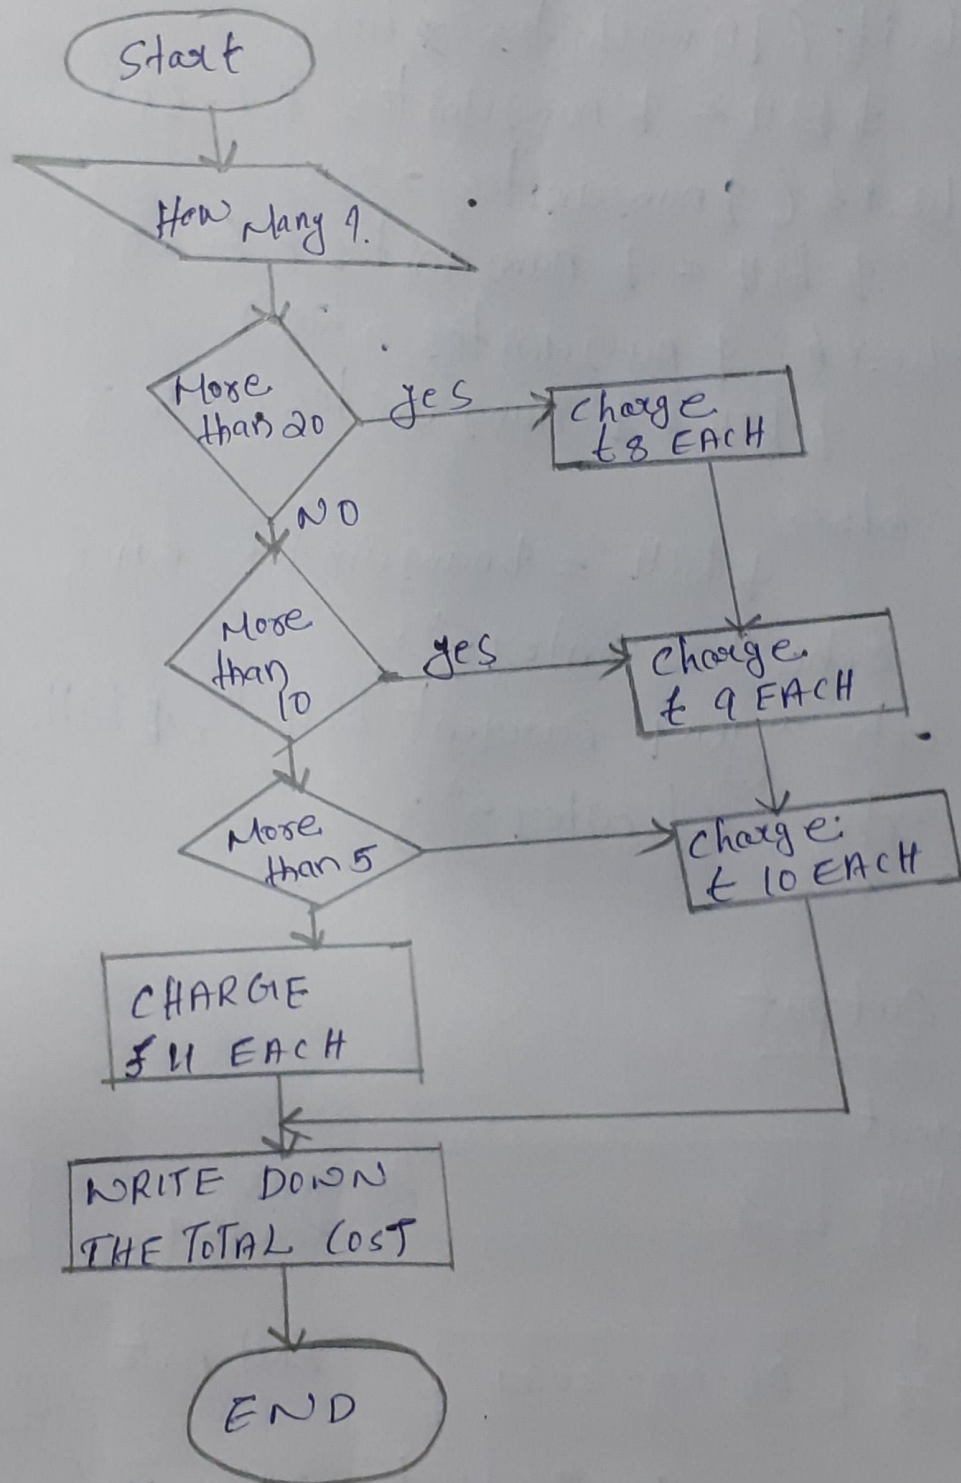 Start
How Many ?
More
than 20
yes
Charge
£8 EACH
NO
More
than
10
yes
charge
£ 9 EACH
More
than 5
charge
£ 10 EACH
CHARGE
£ 11 EACH
WRITE DOWN
THE TOTAL COST
END